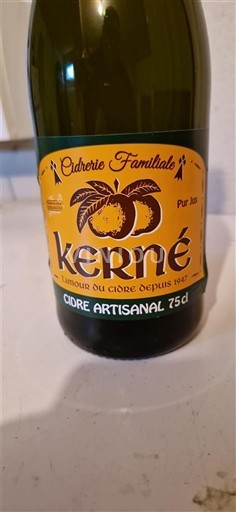 Cidrerie Familiale
Pur Jus
KERNÉ
L'AMOUR DU CIDRE DEPUIS 1947
CIDRE ARTISANAL 75cl